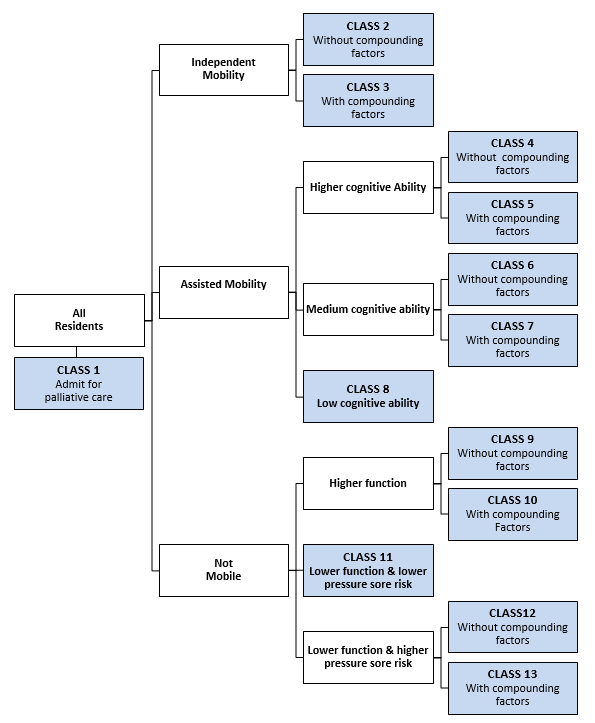 CLASS 2
Without compounding
factors
Independent
Mobility
CLASS 3
With compounding
factors
CLASS 4
Without compounding
factors
Higher cognitive Ability
CLASS 5
With compounding
factors
Assisted Mobility
CLASS 6
Without compounding
factors
Medium cognitive ability
CLASS 7
With compounding
factors
All
Residents
CLASS 1
Admit for
palliative care
CLASS 8
Low cognitive ability
CLASS 9
Without compounding
factors
Higher function
CLASS 10
With compounding
Factors
Not
Mobile
CLASS 11
Lower function & lower
pressure sore risk
CLASS12
Without compounding
factors
Lower function & higher
pressure sore risk
CLASS 13
With compounding
factors